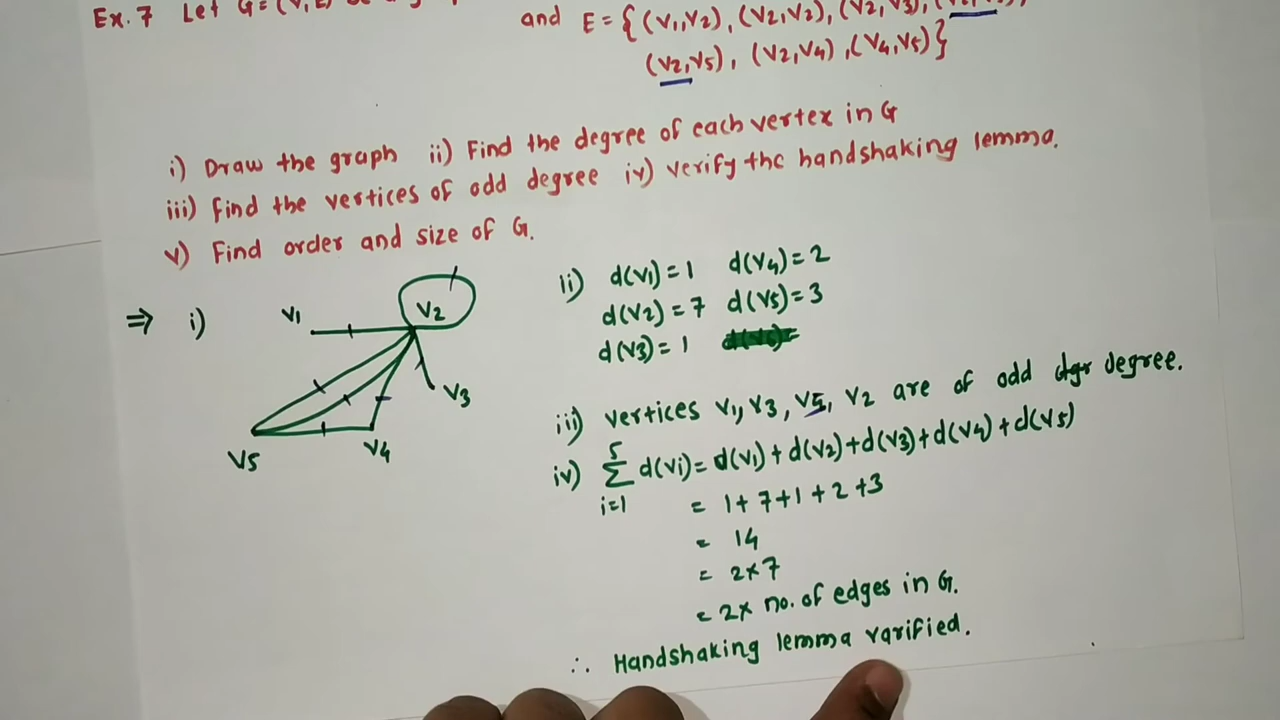 Ex. 7 Let G=(V,E)
and E = {(V1,V2), (V2,V2), (V2,V3),
(V2,V5), (V2,V4), (V4,V5)}
i) Draw the graph ii) Find the degree of each vertex in G
iii) find the vertices of odd degree iv) verify the handshaking lemma.
v) Find order and size of G.
⇒ i)
V1
V2
V3
V4
V5
ii) d(V1) = 1 d(V4) = 2
d(V2) = 7 d(V5) = 3
d(V3) = 1
iii) vertices V1, V3, V5, V2 are of odd degree.
iv) 5∑i=1 d(Vi) = d(V1) + d(V2) + d(V3) + d(V4) + d(V5)
= 1 + 7 + 1 + 2 + 3
= 14
= 2 x 7
= 2 x no. of edges in G.
∴ Handshaking lemma varified.